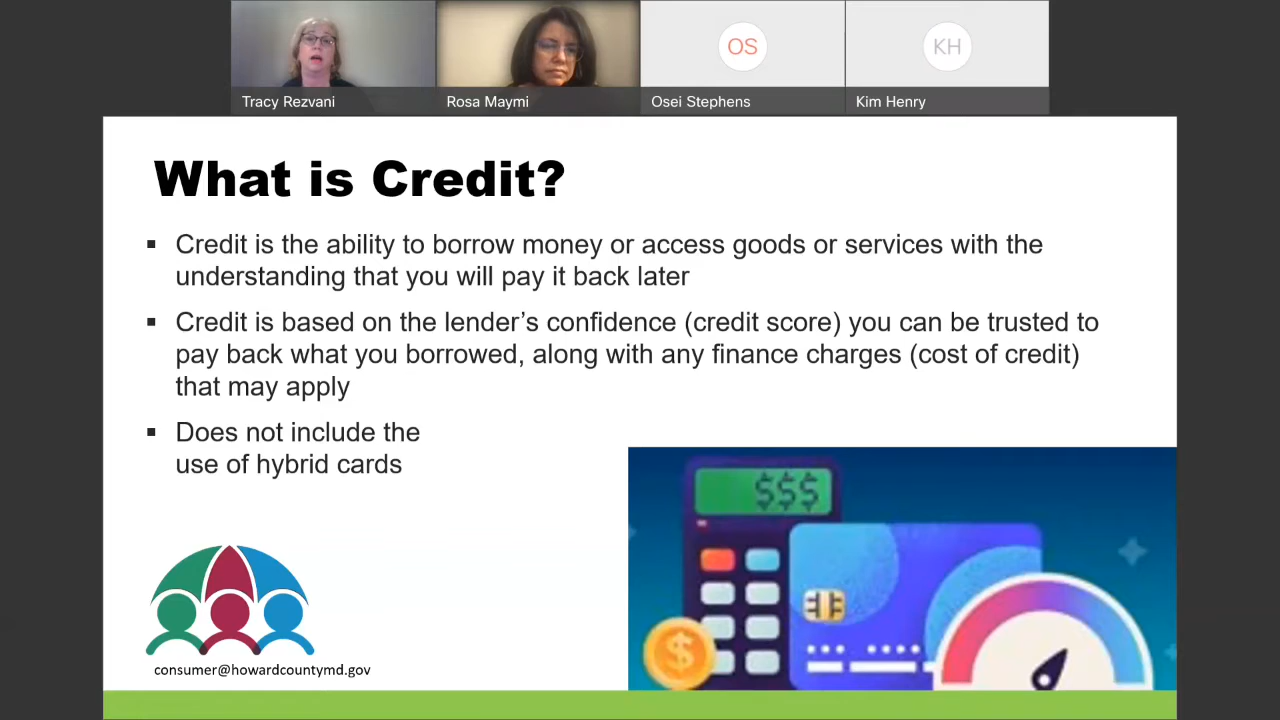 OS
KH
Tracy Rezvani
Rosa Maymi
Osei Stephens
Kim Henry
What is Credit?
▪ Credit is the ability to borrow money or access goods or services with the
understanding that you will pay it back later
▪ Credit is based on the lender’s confidence (credit score) you can be trusted to
pay back what you borrowed, along with any finance charges (cost of credit)
that may apply
▪ Does not include the
use of hybrid cards
$$$
$
consumer@howardcountymd.gov